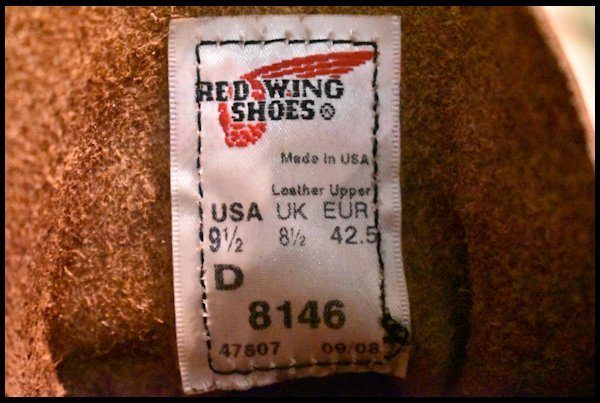 RED WING
SHOES®
Made in USA
Leather Upper
USA UK EUR
9½ 8½ 42.5
D
8146
47607 09/08